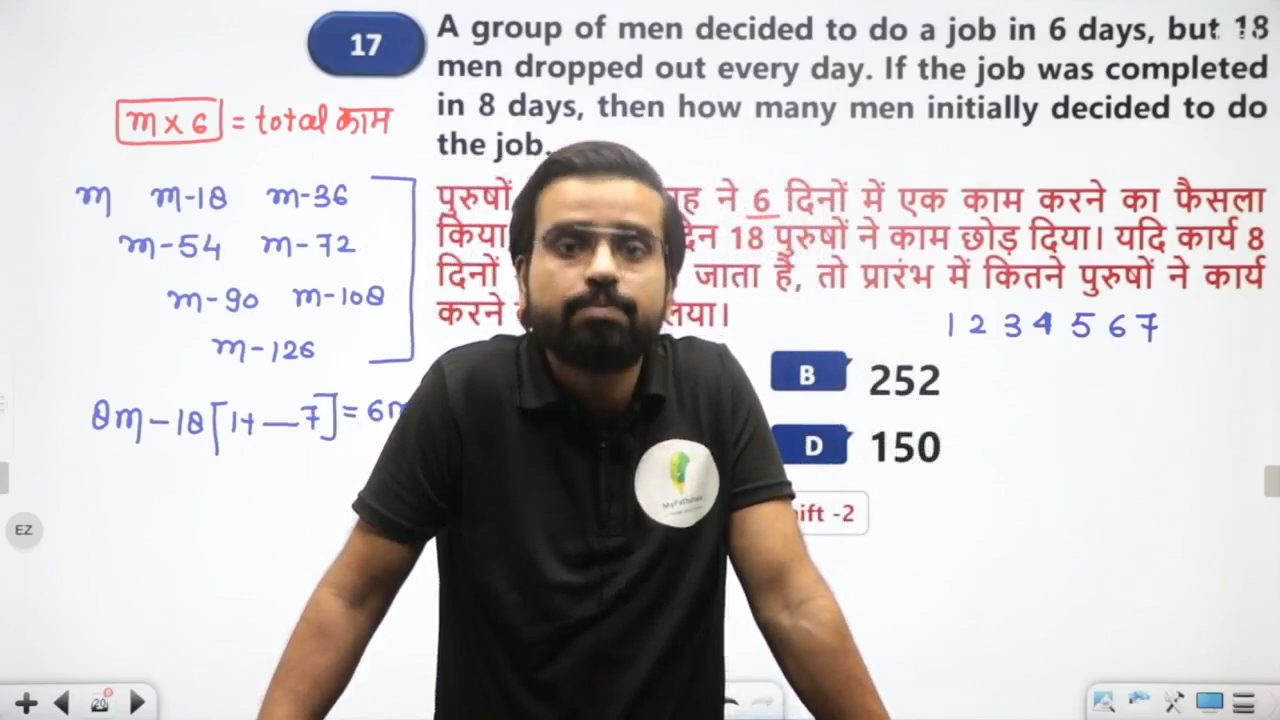 17
A group of men decided to do a job in 6 days, but 18
men dropped out every day. If the job was completed
in 8 days, then how many men initially decided to do
the job.
m x 6 = total काम
m m-18 m-36
m-54 m-72
m-90 m-108
m-126
8m-18[1+—7]=6m
पुरुषों ने 6 दिनों में एक काम करने का फैसला
किया 18 पुरुषों ने काम छोड़ दिया। यदि कार्य 8
दिनों जाता है, तो प्रारंभ में कितने पुरुषों ने कार्य
करने
1 2 3 4 5 6 7
B 252
D 150
ift -2
EZ
20